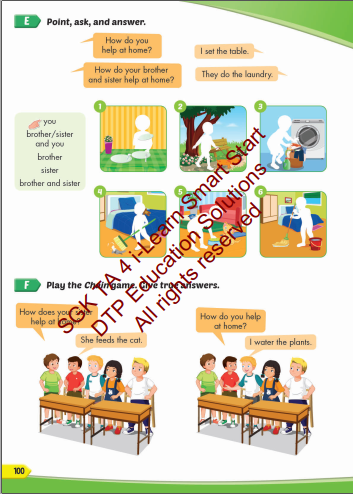 E Point, ask, and answer.
How do you
help at home?
I set the table.
How do your brother
and sister help at home?
They do the laundry.
you
brother/sister
and you
brother
sister
brother and sister
1
2
3
4
5
6
SGK TA 4 i-Learn Smart Start
DTP Education Solutions
All rights reserved
F Play the Chain game. Give true answers.
How does your sister
help at home?
She feeds the cat.
How do you help
at home?
I water the plants.
100